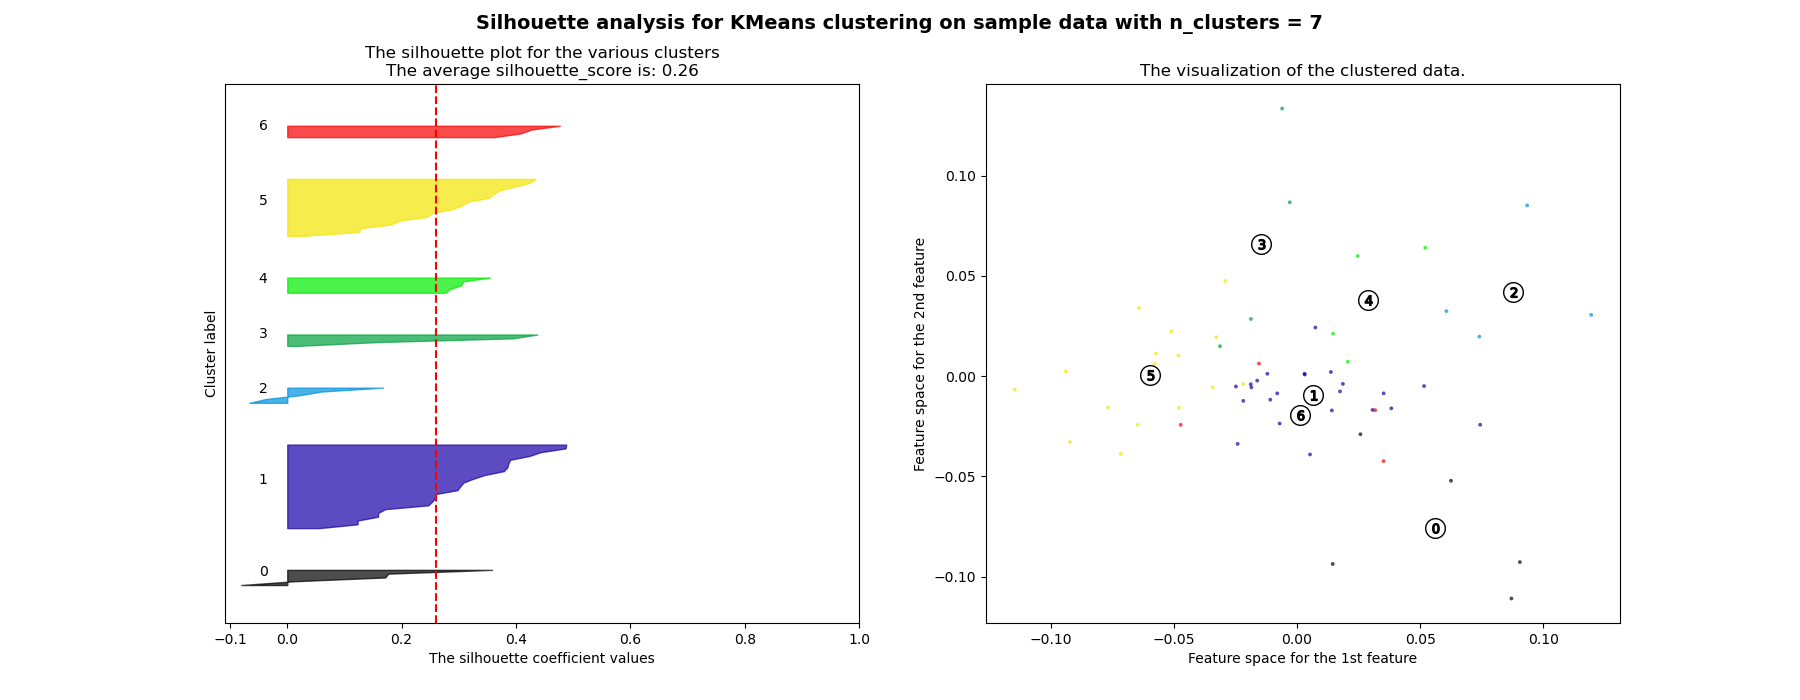 Silhouette analysis for KMeans clustering on sample data with n_clusters = 7
The silhouette plot for the various clusters
The average silhouette_score is: 0.26
Cluster label
6
5
4
3
2
1
0
−0.1 0.0 0.2 0.4 0.6 0.8 1.0
The silhouette coefficient values
The visualization of the clustered data.
Feature space for the 2nd feature
0.10
0.05
0.00
−0.05
−0.10
3
2
4
5
1
6
0
−0.10 −0.05 0.00 0.05 0.10
Feature space for the 1st feature